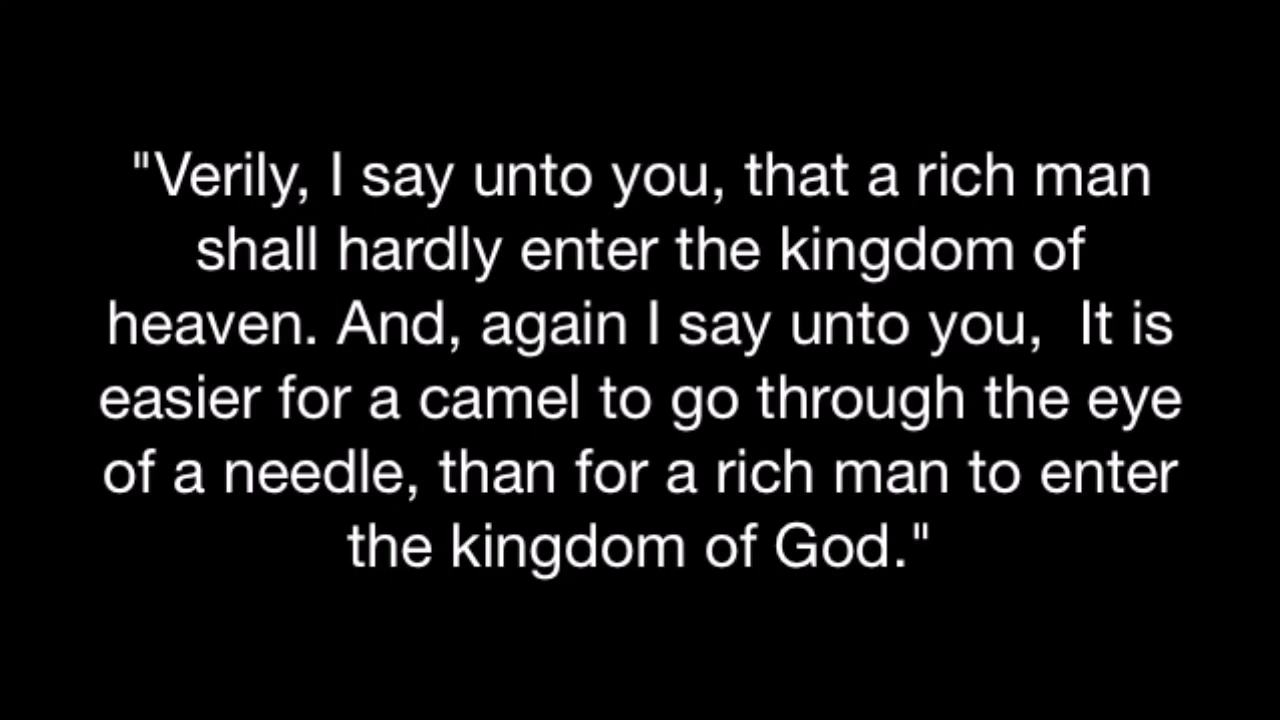 "Verily, I say unto you, that a rich man
shall hardly enter the kingdom of
heaven. And, again I say unto you,  It is
easier for a camel to go through the eye
of a needle, than for a rich man to enter
the kingdom of God."